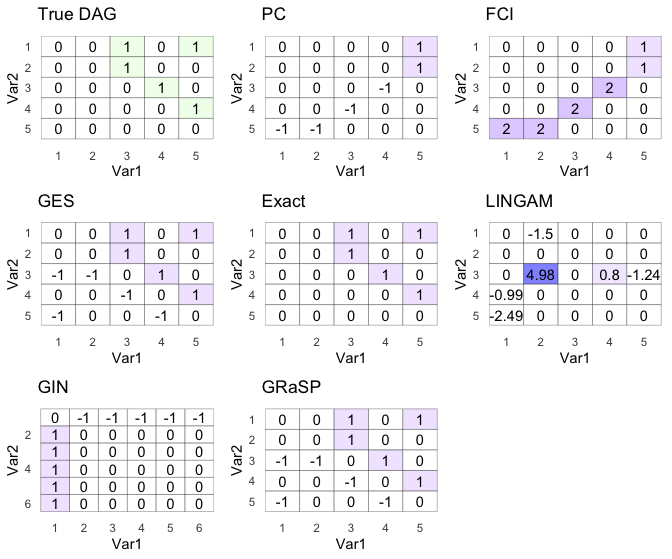 True DAG
Var2
1 0 0 1 0 1
2 0 0 1 0 0
3 0 0 0 1 0
4 0 0 0 0 1
5 0 0 0 0 0
1 2 3 4 5
Var1
PC
Var2
1 0 0 0 0 1
2 0 0 0 0 1
3 0 0 0 -1 0
4 0 0 -1 0 0
5 -1 -1 0 0 0
1 2 3 4 5
Var1
FCI
Var2
1 0 0 0 0 1
2 0 0 0 0 1
3 0 0 0 2 0
4 0 0 2 0 0
5 2 2 0 0 0
1 2 3 4 5
Var1
GES
Var2
1 0 0 1 0 1
2 0 0 1 0 0
3 -1 -1 0 1 0
4 0 0 -1 0 1
5 -1 0 0 -1 0
1 2 3 4 5
Var1
Exact
Var2
1 0 0 1 0 1
2 0 0 1 0 0
3 0 0 0 1 0
4 0 0 0 0 1
5 0 0 0 0 0
1 2 3 4 5
Var1
LINGAM
Var2
1 0 -1.5 0 0 0
2 0 0 0 0 0
3 0 4.98 0 0.8 -1.24
4 -0.99 0 0 0 0
5 -2.49 0 0 0 0
1 2 3 4 5
Var1
GIN
Var2
0 -1 -1 -1 -1 -1
2 1 0 0 0 0 0
1 0 0 0 0 0
4 1 0 0 0 0 0
1 0 0 0 0 0
6 1 0 0 0 0 0
1 2 3 4 5 6
Var1
GRaSP
Var2
1 0 0 1 0 1
2 0 0 1 0 0
3 -1 -1 0 1 0
4 0 0 -1 0 1
5 -1 0 0 -1 0
1 2 3 4 5
Var1